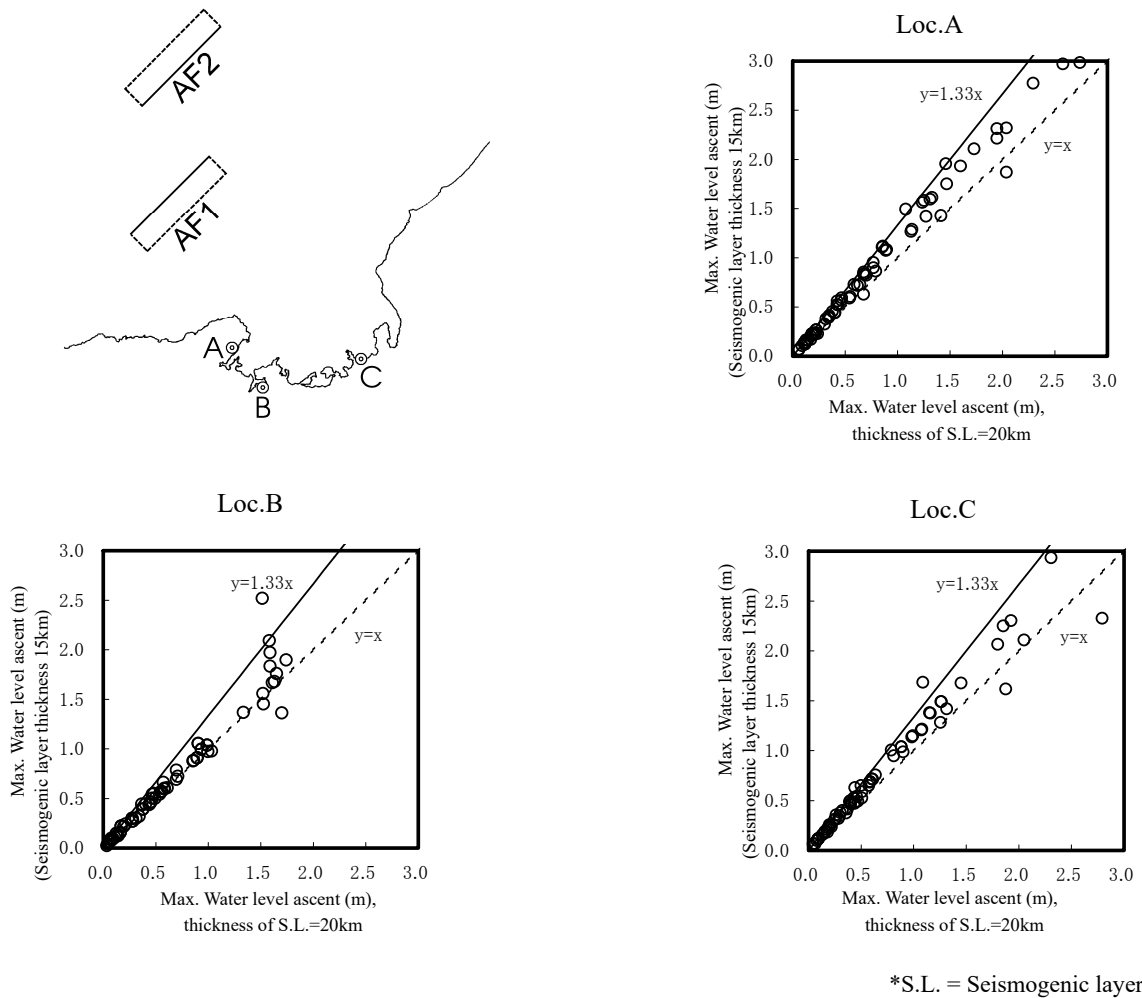 AF2
AF1
A
B
C
Loc.A
Max. Water level ascent (m)
(Seismogenic layer thickness 15km)
3.0
2.5
2.0
1.5
1.0
0.5
0.0
y=1.33x
y=x
0.0 0.5 1.0 1.5 2.0 2.5 3.0
Max. Water level ascent (m),
thickness of S.L.=20km
Loc.B
Max. Water level ascent (m)
(Seismogenic layer thickness 15km)
3.0
2.5
2.0
1.5
1.0
0.5
0.0
y=1.33x
y=x
0.0 0.5 1.0 1.5 2.0 2.5 3.0
Max. Water level ascent (m),
thickness of S.L.=20km
Loc.C
Max. Water level ascent (m)
(Seismogenic layer thickness 15km)
3.0
2.5
2.0
1.5
1.0
0.5
0.0
y=1.33x
y=x
0.0 0.5 1.0 1.5 2.0 2.5 3.0
Max. Water level ascent (m),
thickness of S.L.=20km
*S.L. = Seismogenic layer